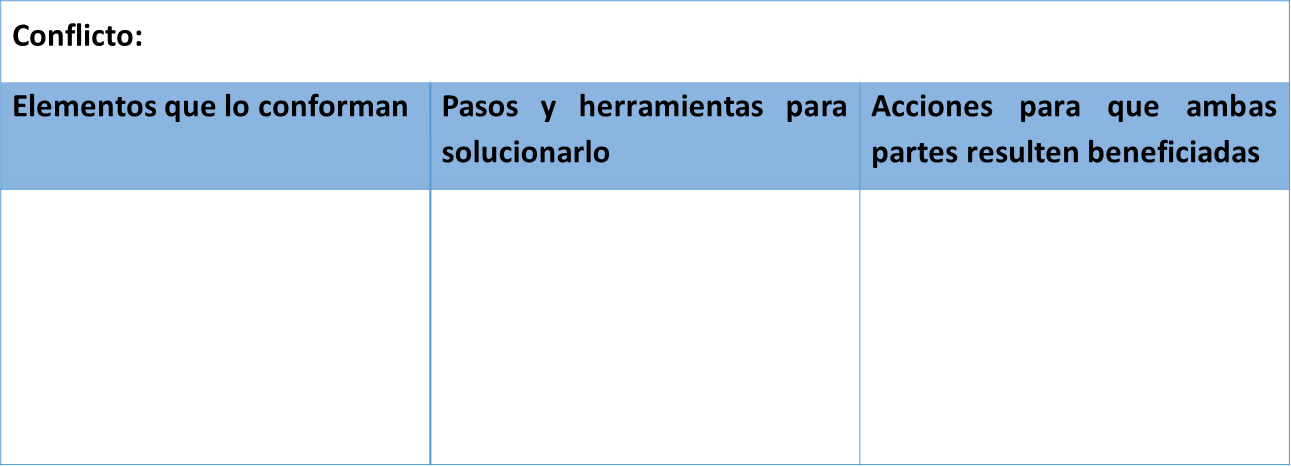 Conflicto:
Elementos que lo conforman
Pasos y herramientas para
solucionarlo
Acciones para que ambas
partes resulten beneficiadas